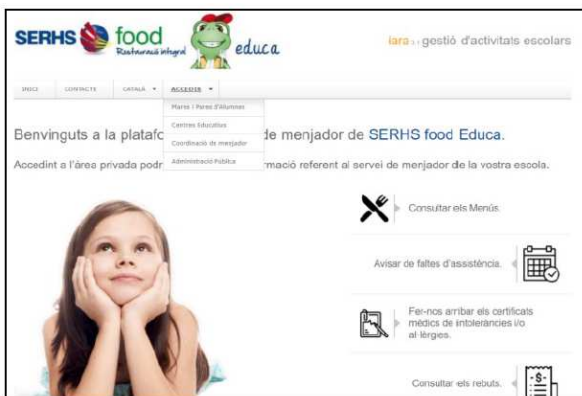 SERHS food educa
Restauració integral
iara gestió d'activitats escolars
INICI CONTACTE CATALÀ ACCEDIR
Mares i Pares d'Alumnes
Centres Educatius
Coordinació de menjador
Administració Pública
Benvinguts a la platafo de menjador de SERHS food Educa.
Accedint a l'àrea privada podr mació referent al servei de menjador de la vostra escola.
Consultar els Menús.
Avisar de faltes d'assistència.
Fer-nos arribar els certificats
mèdics de intoleràncies i/o
al·lèrgies.
Consultar els rebuts.
-$-